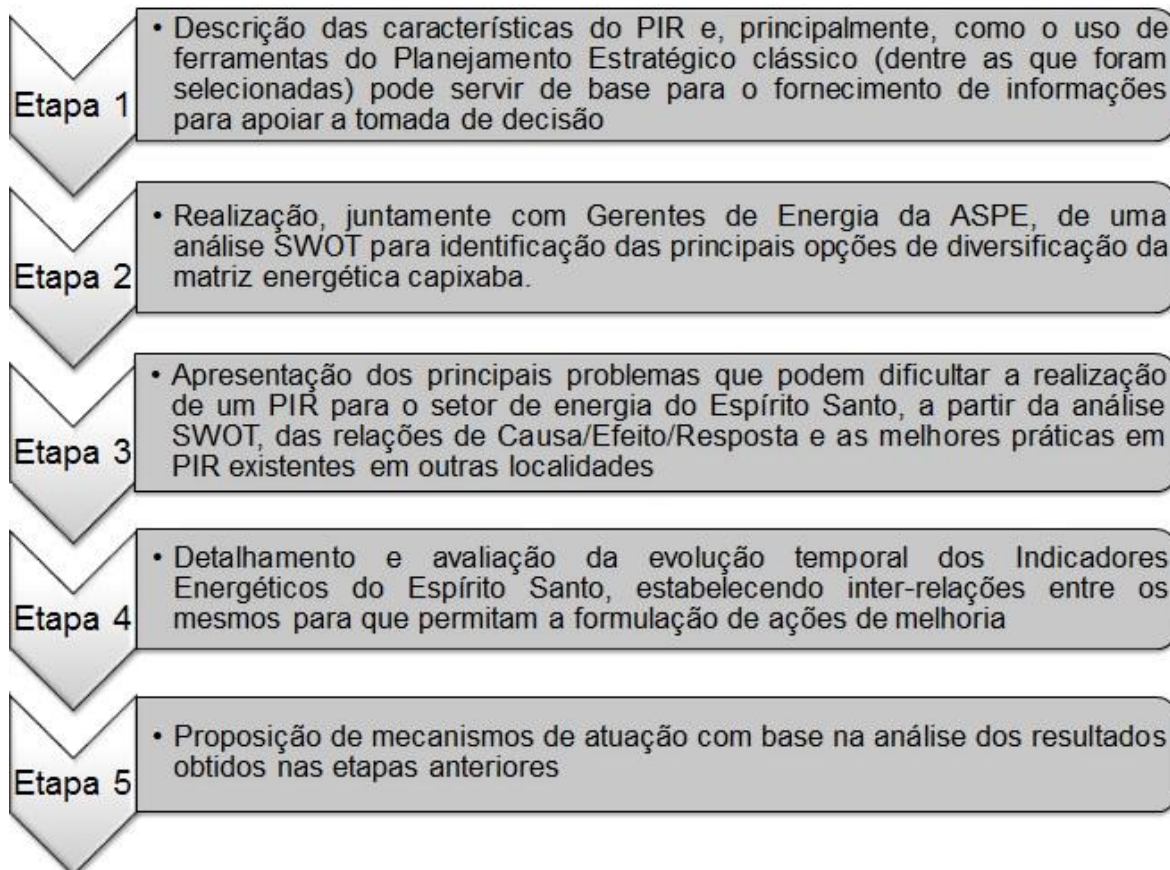 Etapa 1
• Descrição das características do PIR e, principalmente, como o uso de
ferramentas do Planejamento Estratégico clássico (dentre as que foram
selecionadas) pode servir de base para o fornecimento de informações
para apoiar a tomada de decisão
Etapa 2
• Realização, juntamente com Gerentes de Energia da ASPE, de uma
análise SWOT para identificação das principais opções de diversificação da
matriz energética capixaba.
Etapa 3
• Apresentação dos principais problemas que podem dificultar a realização
de um PIR para o setor de energia do Espírito Santo, a partir da análise
SWOT, das relações de Causa/Efeito/Resposta e as melhores práticas em
PIR existentes em outras localidades
Etapa 4
• Detalhamento e avaliação da evolução temporal dos Indicadores
Energéticos do Espírito Santo, estabelecendo inter-relações entre os
mesmos para que permitam a formulação de ações de melhoria
Etapa 5
• Proposição de mecanismos de atuação com base na análise dos resultados
obtidos nas etapas anteriores